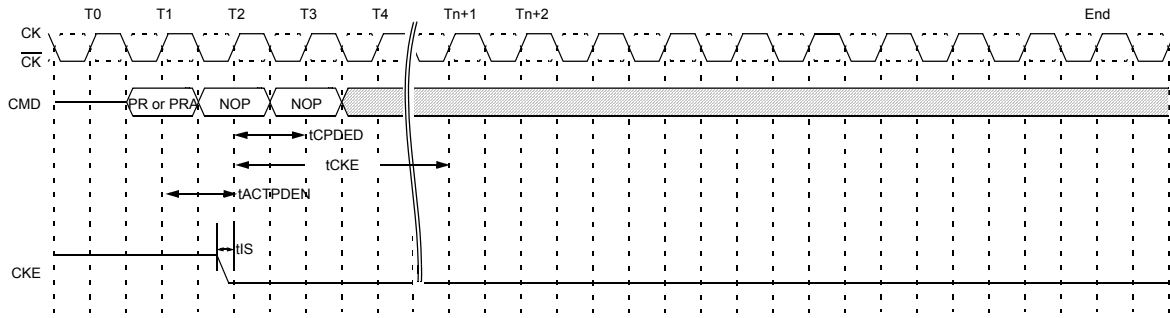 T0 T1 T2 T3 T4 Tn+1 Tn+2 End
CK
CK
CMD PR or PRA NOP NOP
tCPDED
tCKE
tACTPDEN
tIS
CKE